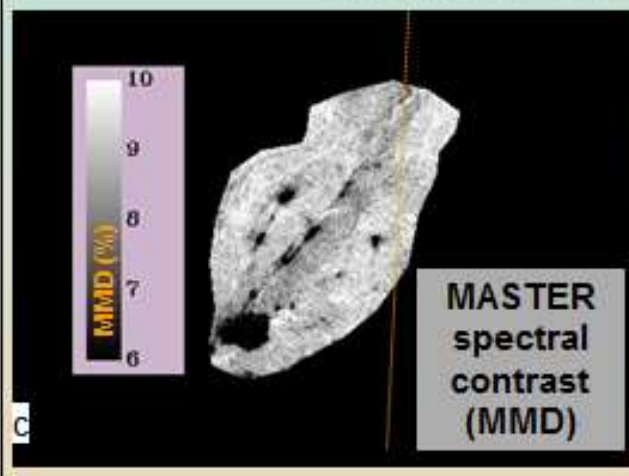 10
9
8
7
6
MMD (%)
MASTER
spectral
contrast
(MMD)
C